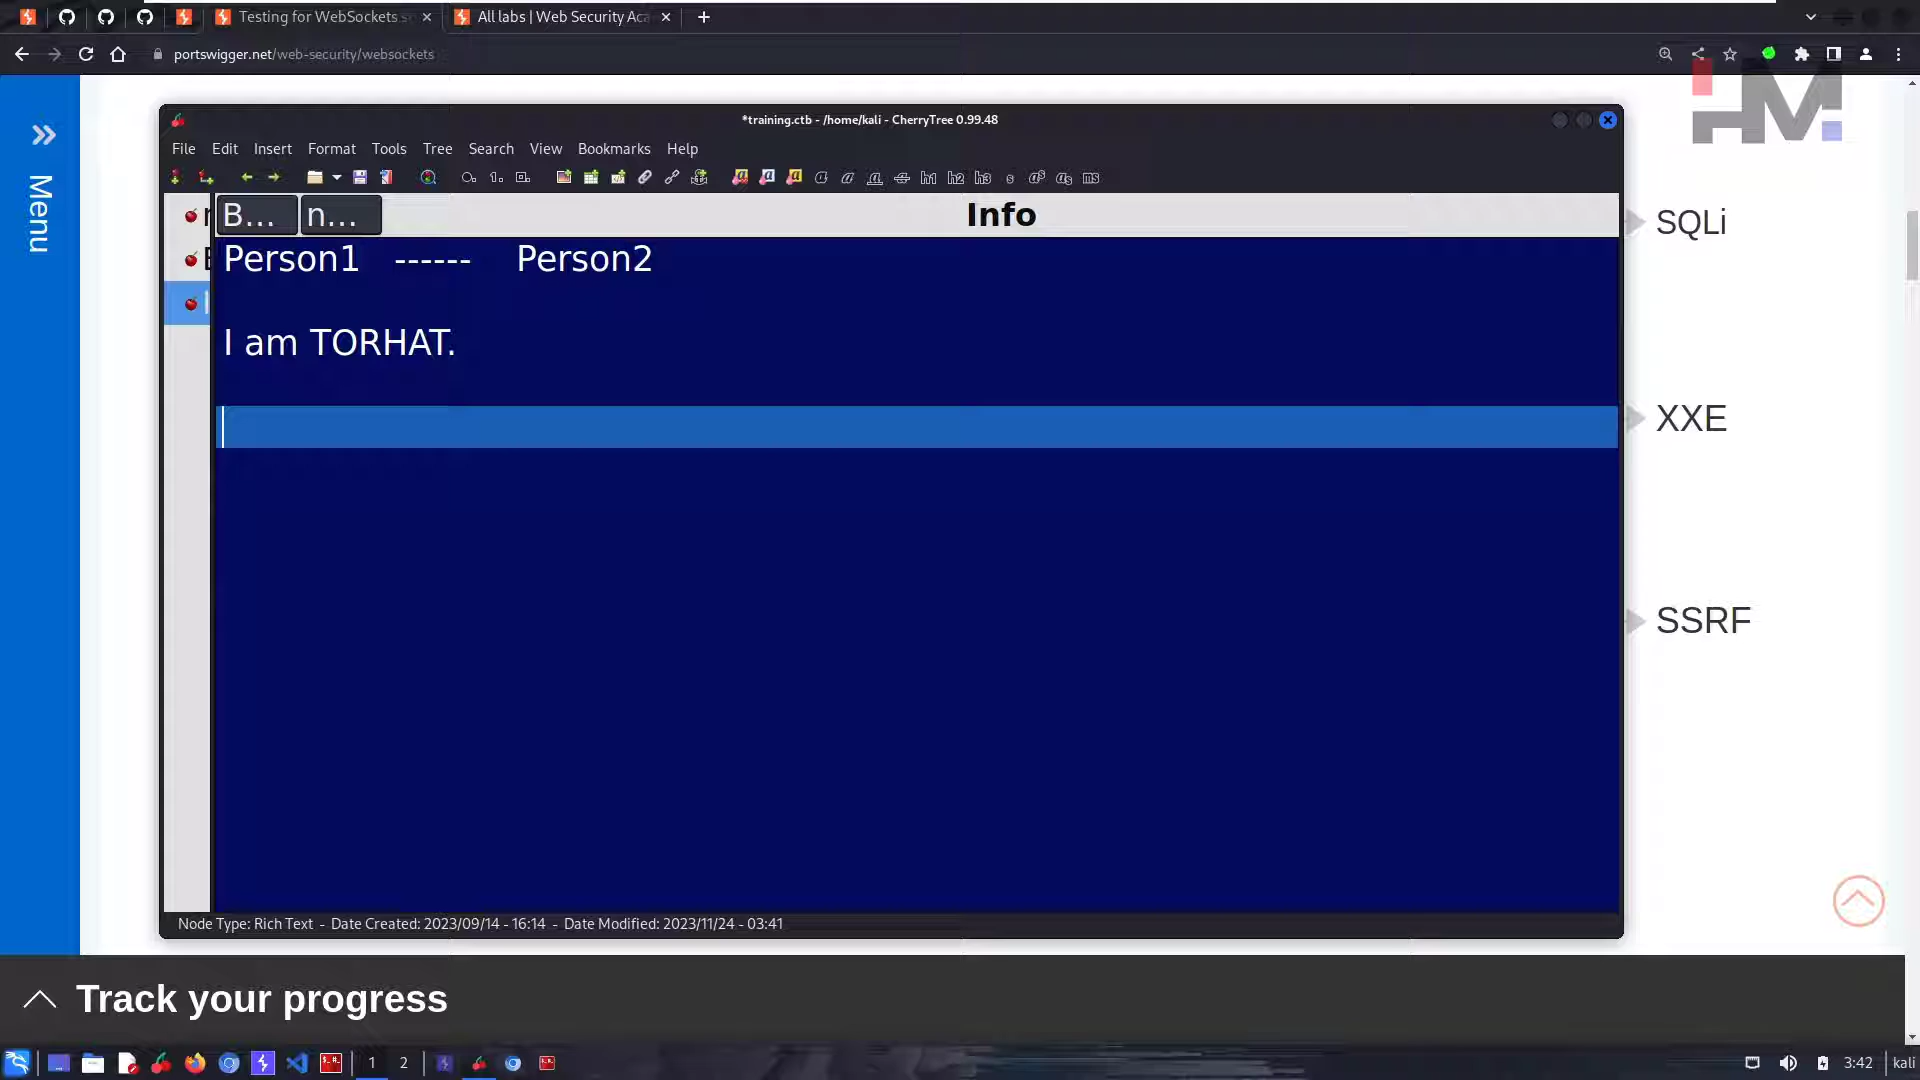 Testing for WebSockets s
All labs | Web Security Aca
portswigger.net/web-security/websockets
HM
*training.ctb - /home/kali - CherryTree 0.99.48
File Edit Insert Format Tools Tree Search View Bookmarks Help
B... n... Info
Person1 ------ Person2
I am TORHAT.
Node Type: Rich Text - Date Created: 2023/09/14 - 16:14 - Date Modified: 2023/11/24 - 03:41
Menu
SQLi
XXE
SSRF
Track your progress
1 2
3:42 kali